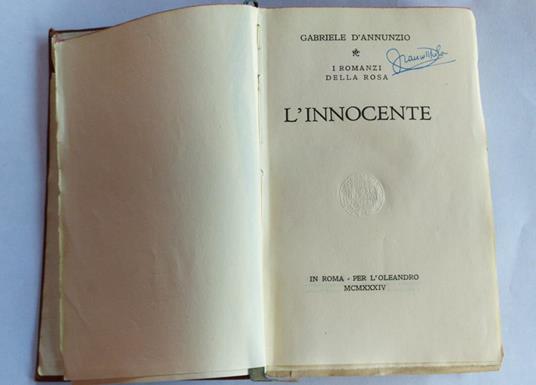 GABRIELE D'ANNUNZIO
I ROMANZI
DELLA ROSA
L'INNOCENTE
IN ROMA - PER L'OLEANDRO
MCMXXXIV